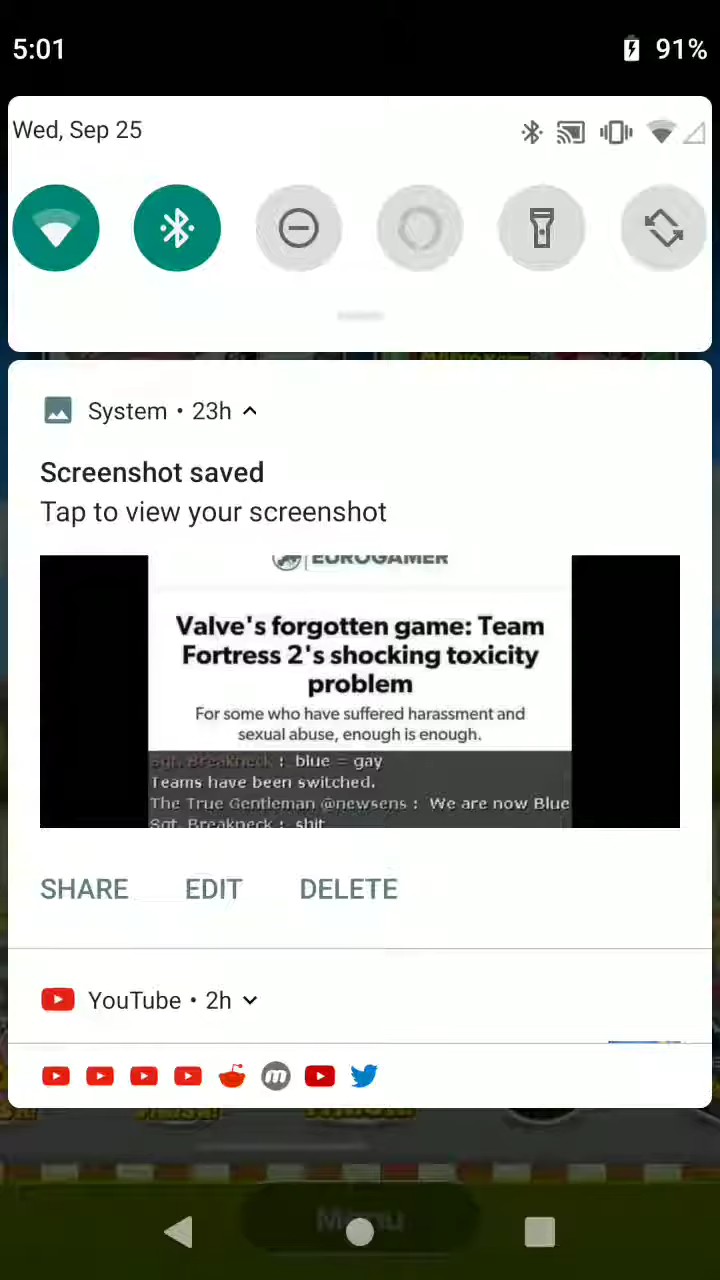 5:01
91%
Wed, Sep 25
System • 23h
Screenshot saved
Tap to view your screenshot
EUROGAMER
Valve's forgotten game: Team
Fortress 2's shocking toxicity
problem
For some who have suffered harassment and
sexual abuse, enough is enough.
Sgt. Breakneck : blue = gay
Teams have been switched.
The True Gentleman @newsens : We are now Blue
Sgt. Breakneck : shit
SHARE EDIT DELETE
YouTube • 2h
Menu